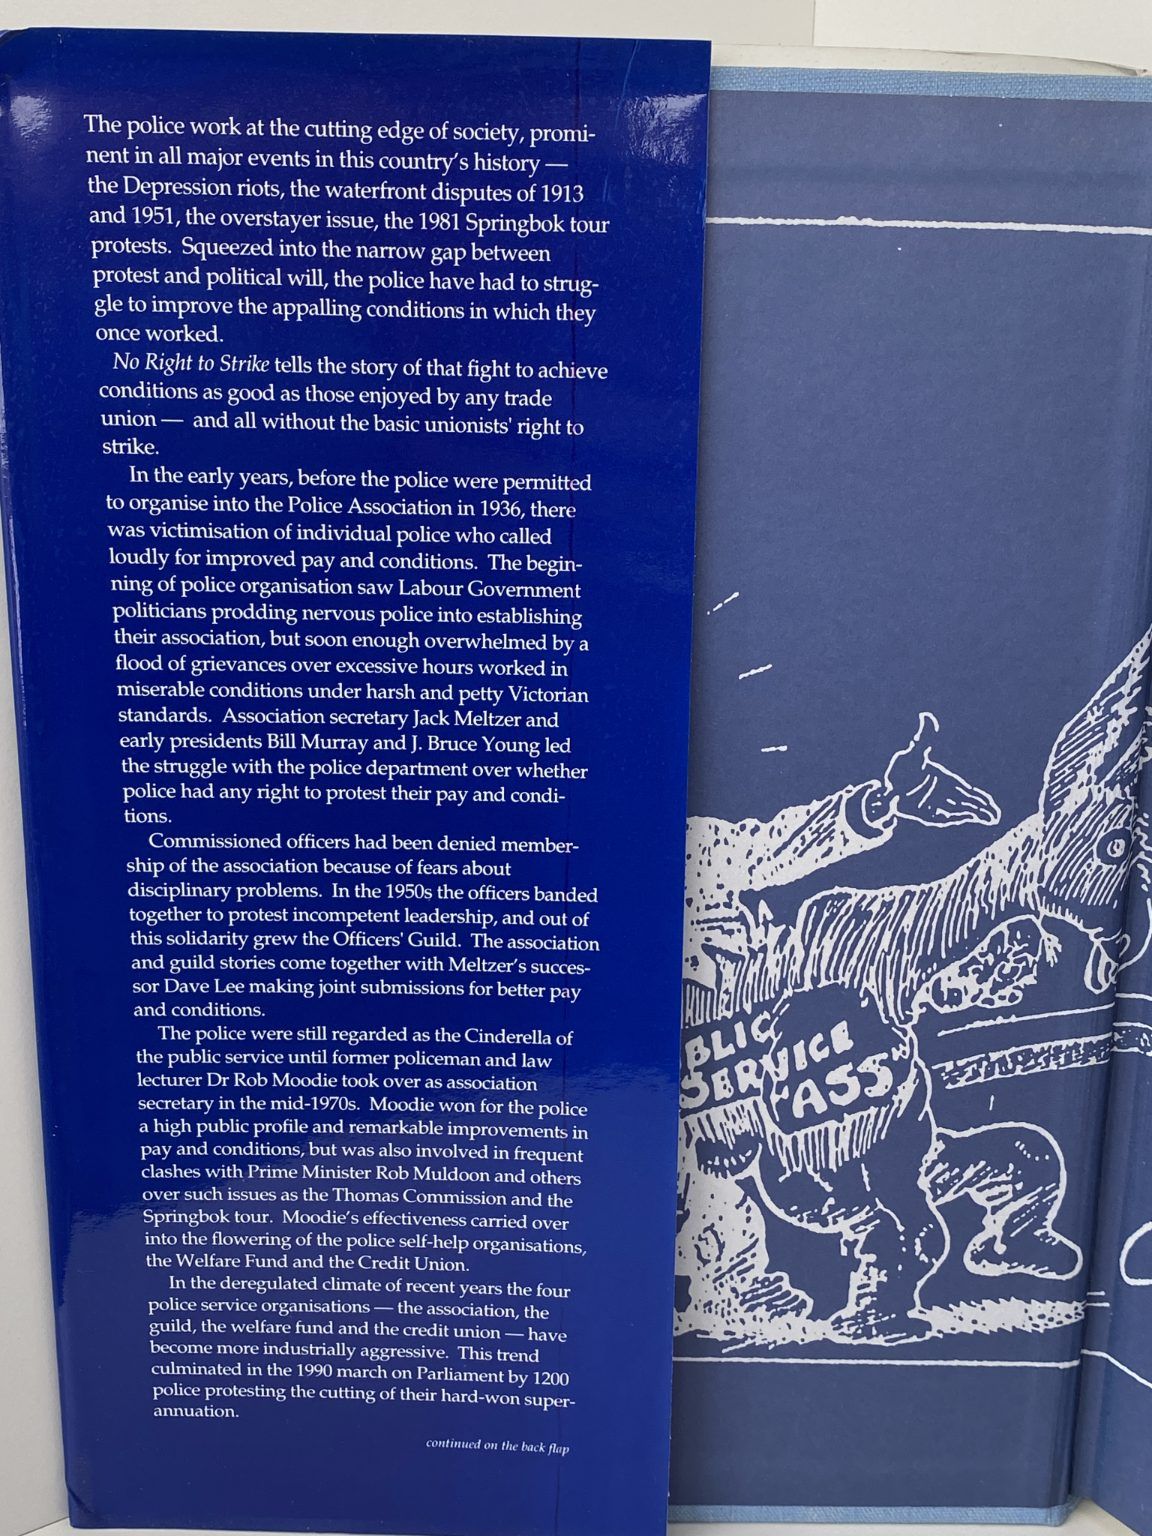 The police work at the cutting edge of society, promi-
nent in all major events in this country's history —
the Depression riots, the waterfront disputes of 1913
and 1951, the overstayer issue, the 1981 Springbok tour
protests. Squeezed into the narrow gap between
protest and political will, the police have had to strug-
gle to improve the appalling conditions in which they
once worked.
No Right to Strike tells the story of that fight to achieve
conditions as good as those enjoyed by any trade
union — and all without the basic unionists' right to
strike.
In the early years, before the police were permitted
to organise into the Police Association in 1936, there
was victimisation of individual police who called
loudly for improved pay and conditions. The begin-
ning of police organisation saw Labour Government
politicians prodding nervous police into establishing
their association, but soon enough overwhelmed by a
flood of grievances over excessive hours worked in
miserable conditions under harsh and petty Victorian
standards. Association secretary Jack Meltzer and
early presidents Bill Murray and J. Bruce Young led
the struggle with the police department over whether
police had any right to protest their pay and condi-
tions.
Commissioned officers had been denied member-
ship of the association because of fears about
disciplinary problems. In the 1950s the officers banded
together to protest incompetent leadership, and out of
this solidarity grew the Officers' Guild. The association
and guild stories come together with Meltzer's succes-
sor Dave Lee making joint submissions for better pay
and conditions.
The police were still regarded as the Cinderella of
the public service until former policeman and law
lecturer Dr Rob Moodie took over as association
secretary in the mid-1970s. Moodie won for the police
a high public profile and remarkable improvements in
pay and conditions, but was also involved in frequent
clashes with Prime Minister Rob Muldoon and others
over such issues as the Thomas Commission and the
Springbok tour. Moodie's effectiveness carried over
into the flowering of the police self-help organisations,
the Welfare Fund and the Credit Union.
In the deregulated climate of recent years the four
police service organisations — the association, the
guild, the welfare fund and the credit union — have
become more industrially aggressive. This trend
culminated in the 1990 march on Parliament by 1200
police protesting the cutting of their hard-won super-
annuation.
continued on the back flap
BLIC
SERVICE
ASS"